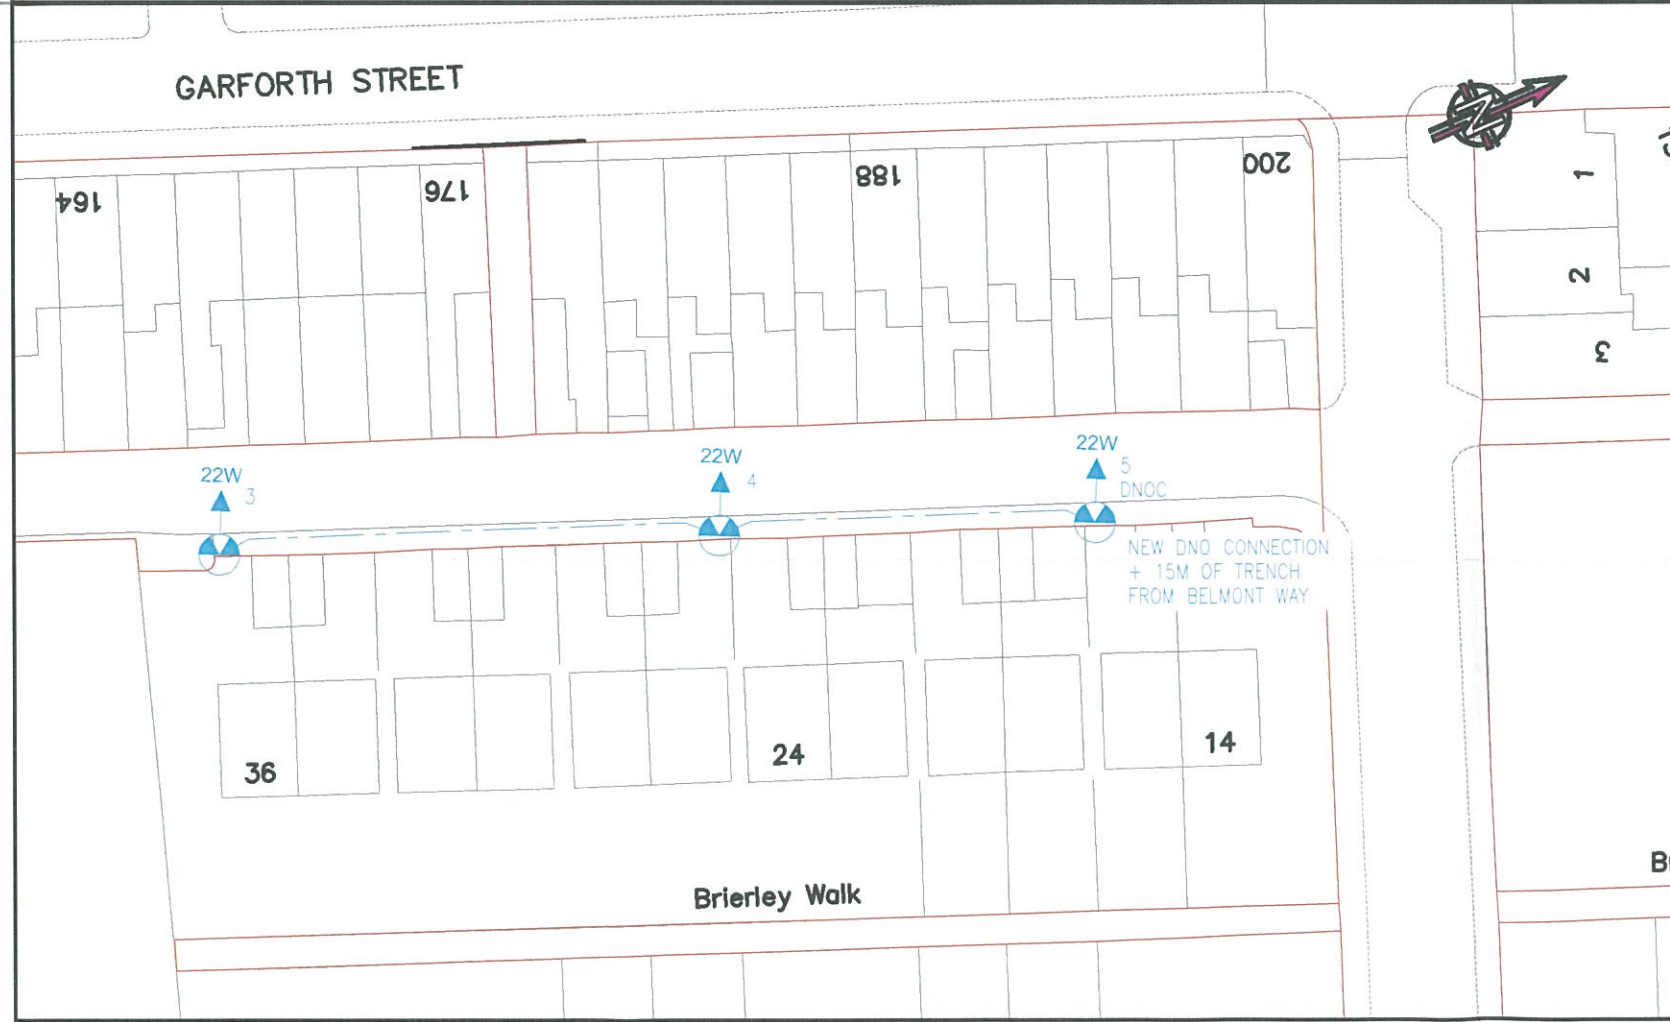 GARFORTH STREET
164
176
188
200
1
2
3
22W
3
22W
4
22W
5
DNOC
NEW DNO CONNECTION
+ 15M OF TRENCH
FROM BELMONT WAY
36
24
14
Brierley Walk
N